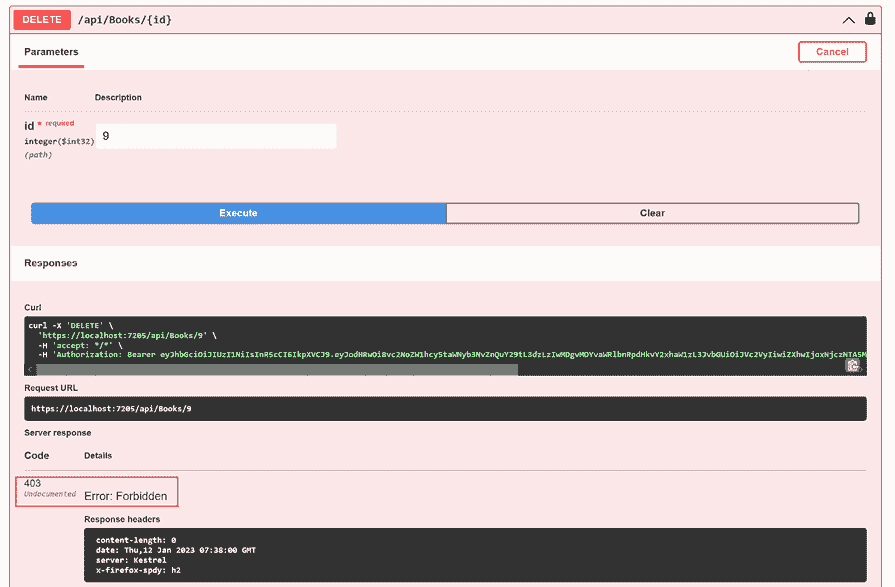 DELETE /api/Books/{id}
Parameters
Cancel
Name Description
id * required
9
integer($int32)
(path)
Execute
Clear
Responses
Curl
curl -X 'DELETE' \
'https://localhost:7205/api/Books/9' \
-H 'accept: */*' \
-H 'Authorization: Bearer
Request URL
https://localhost:7205/api/Books/9
Server response
Code Details
403
Undocumented
Error: Forbidden
Response headers
content-length: 0
date: Thu,12 Jan 2023 07:38:00 GMT
server: Kestrel
x-firefox-spdy: h2